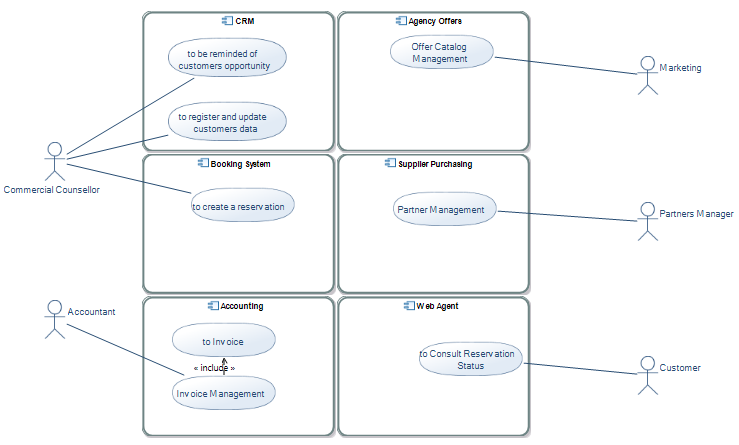 CRM
Agency Offers
to be reminded of
customers opportunity
Offer Catalog
Management
Marketing
to register and update
customers data
Commercial Counsellor
Booking System
Supplier Purchasing
to create a reservation
Partner Management
Partners Manager
Accountant
Accounting
Web Agent
to Invoice
« include »
Invoice Management
to Consult Reservation
Status
Customer